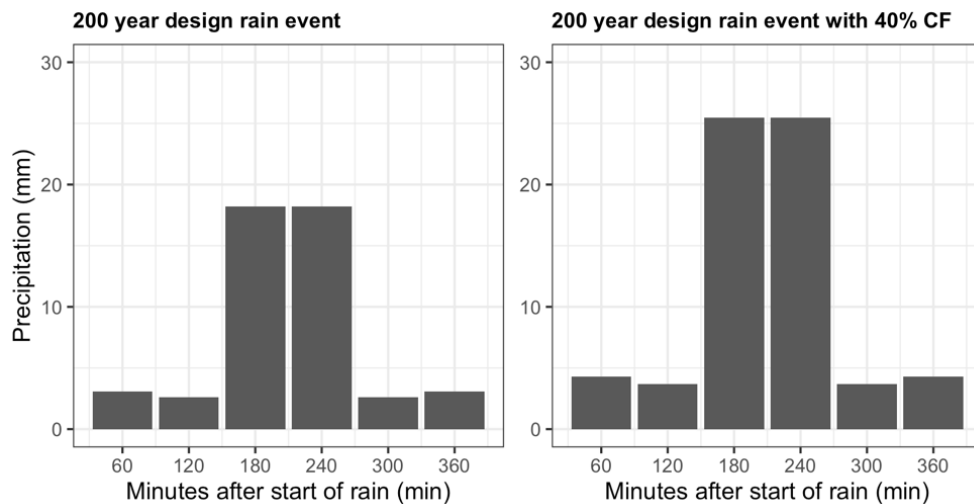 200 year design rain event
Precipitation (mm)
30
20
10
0
60 120 180 240 300 360
Minutes after start of rain (min)
200 year design rain event with 40% CF
30
20
10
0
60 120 180 240 300 360
Minutes after start of rain (min)